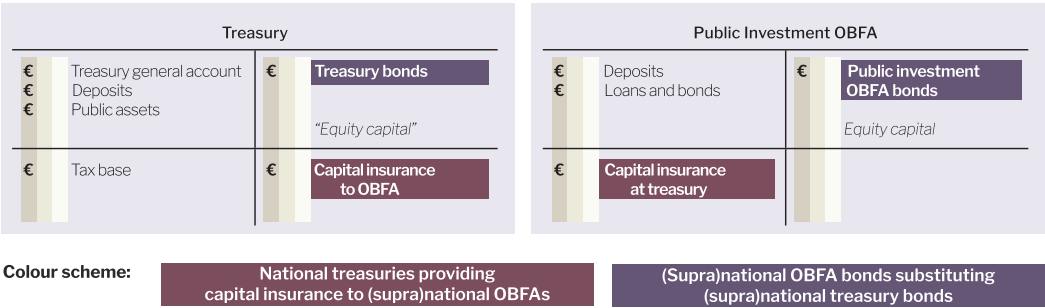 Treasury
€ Treasury general account
€ Deposits
€ Public assets
€ Treasury bonds
“Equity capital”
€ Tax base
€ Capital insurance
to OBFA
Public Investment OBFA
€ Deposits
€ Loans and bonds
€ Public investment
OBFA bonds
Equity capital
€ Capital insurance
at treasury
Colour scheme:
National treasuries providing
capital insurance to (supra)national OBFAs
(Supra)national OBFA bonds substituting
(supra)national treasury bonds